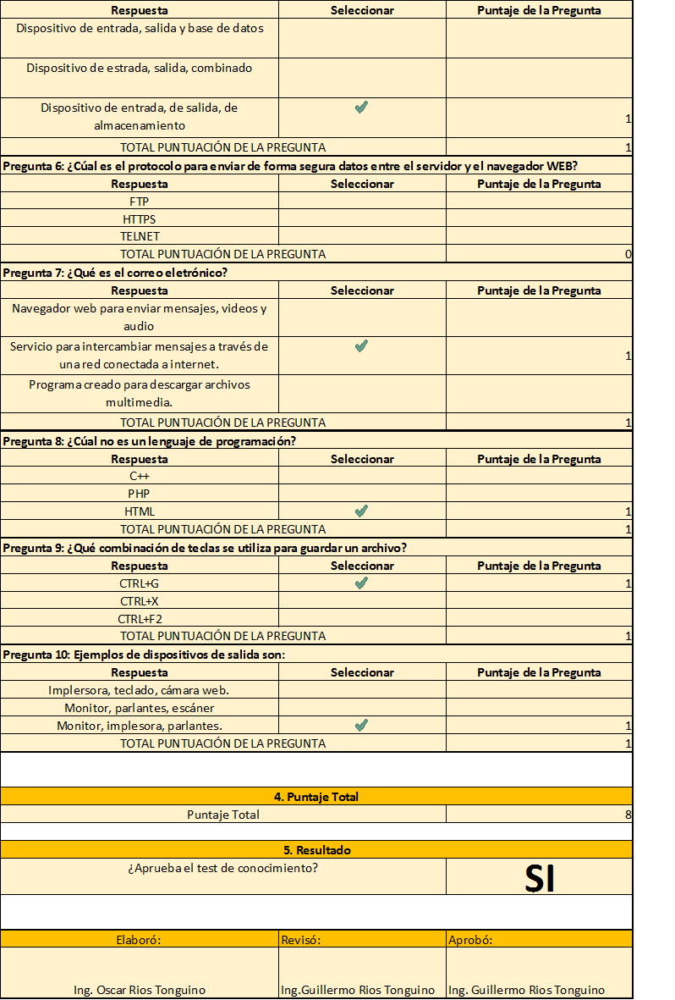 Respuesta Seleccionar Puntaje de la Pregunta
Dispositivo de entrada, salida y base de datos
Dispositivo de estrada, salida, combinado
Dispositivo de entrada, de salida, de
almacenamiento
1
TOTAL PUNTUACIÓN DE LA PREGUNTA 1
Pregunta 6: ¿Cúal es el protocolo para enviar de forma segura datos entre el servidor y el navegador WEB?
Respuesta Seleccionar Puntaje de la Pregunta
FTP
HTTPS
TELNET
TOTAL PUNTUACIÓN DE LA PREGUNTA 0
Pregunta 7: ¿Qué es el correo eletrónico?
Respuesta Seleccionar Puntaje de la Pregunta
Navegador web para enviar mensajes, videos y
audio
Servicio para intercambiar mensajes a través de
una red conectada a internet.
1
Programa creado para descargar archivos
multimedia.
TOTAL PUNTUACIÓN DE LA PREGUNTA 1
Pregunta 8: ¿Cúal no es un lenguaje de programación?
Respuesta Seleccionar Puntaje de la Pregunta
C++
PHP
HTML 1
TOTAL PUNTUACIÓN DE LA PREGUNTA 1
Pregunta 9: ¿Qué combinación de teclas se utiliza para guardar un archivo?
Respuesta Seleccionar Puntaje de la Pregunta
CTRL+G 1
CTRL+X
CTRL+F2
TOTAL PUNTUACIÓN DE LA PREGUNTA 1
Pregunta 10: Ejemplos de dispositivos de salida son:
Respuesta Seleccionar Puntaje de la Pregunta
Implersora, teclado, cámara web.
Monitor, parlantes, escáner
Monitor, implesora, parlantes. 1
TOTAL PUNTUACIÓN DE LA PREGUNTA 1
4. Puntaje Total
Puntaje Total 8
5. Resultado
¿Aprueba el test de conocimiento? SI
Elaboró: Revisó: Aprobó:
Ing. Oscar Rios Tonguino Ing.Guillermo Rios Tonguino Ing. Guillermo Rios Tonguino